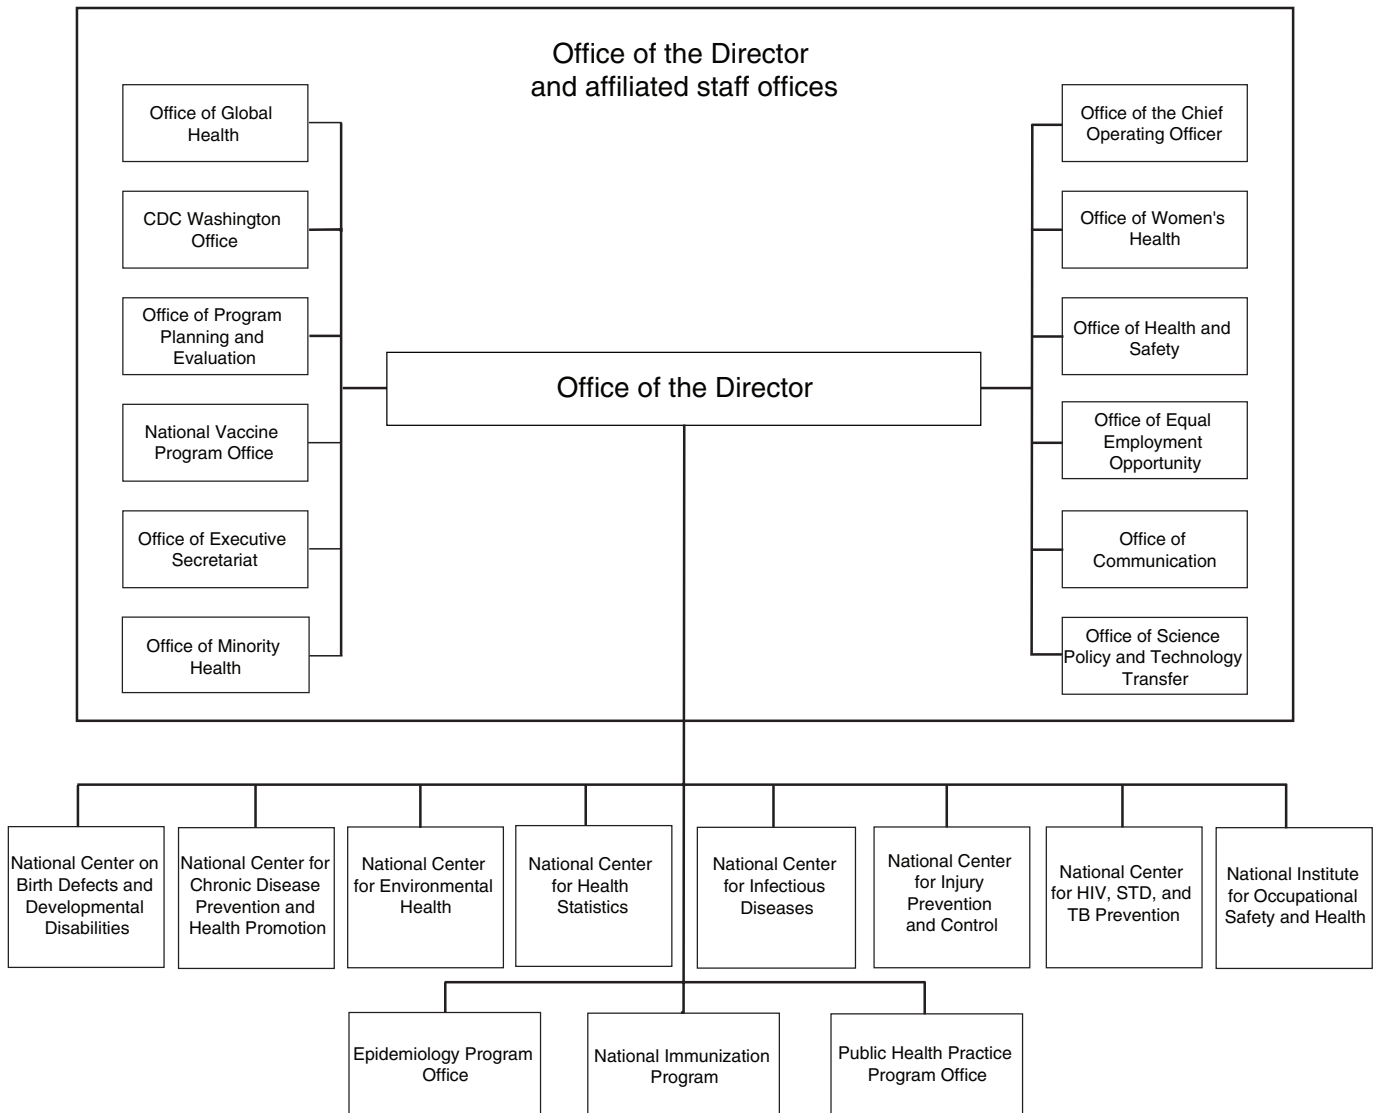 Office of the Director
and affiliated staff offices
Office of Global
Health
CDC Washington
Office
Office of Program
Planning and
Evaluation
National Vaccine
Program Office
Office of Executive
Secretariat
Office of Minority
Health
Office of the Director
Office of the Chief
Operating Officer
Office of Women's
Health
Office of Health and
Safety
Office of Equal
Employment
Opportunity
Office of
Communication
Office of Science
Policy and Technology
Transfer
National Center on
Birth Defects and
Developmental
Disabilities
National Center for
Chronic Disease
Prevention and
Health Promotion
National Center
for Environmental
Health
National Center
for Health
Statistics
National Center
for Infectious
Diseases
National Center
for Injury
Prevention
and Control
National Center
for HIV, STD, and
TB Prevention
National Institute
for Occupational
Safety and Health
Epidemiology Program
Office
National Immunization
Program
Public Health Practice
Program Office